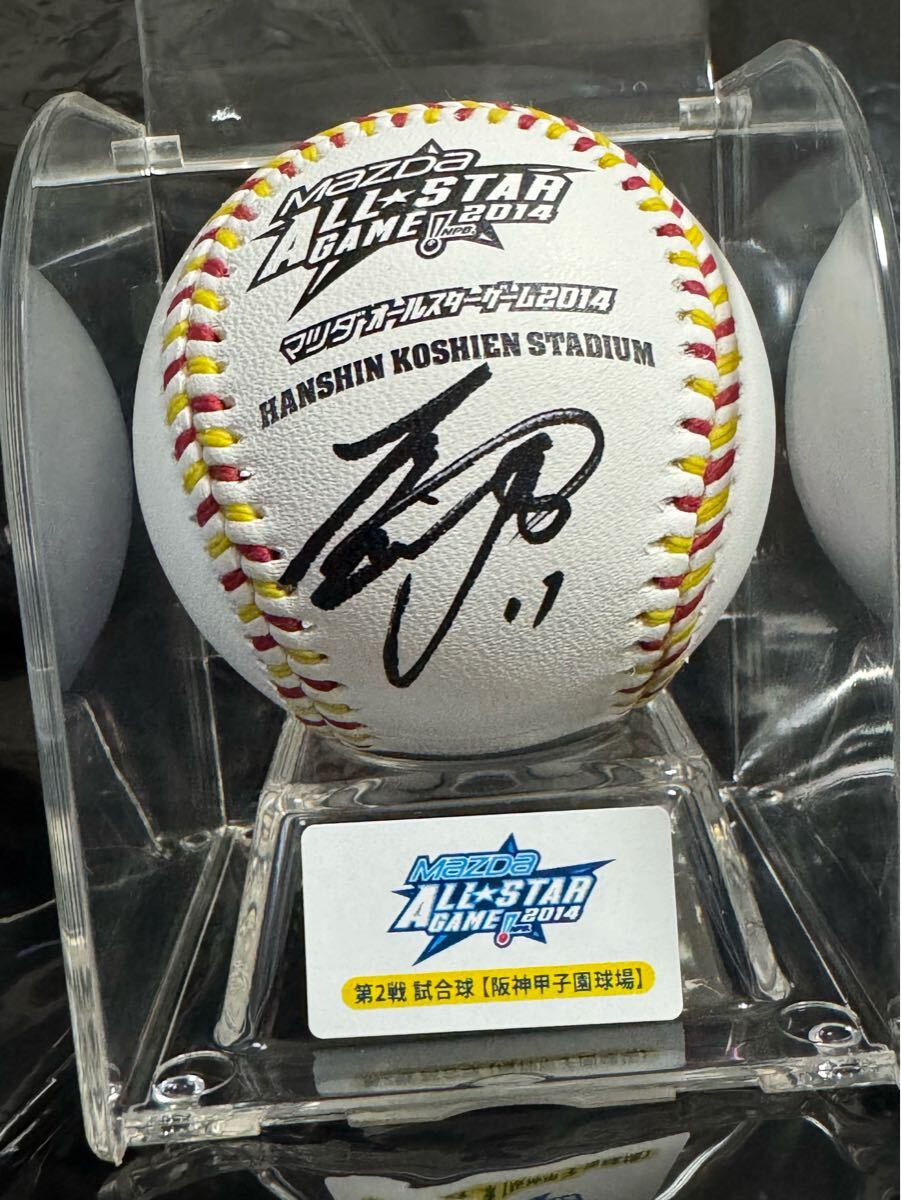 Mazda
ALL★STAR
GAME 2014
NPB
マツダオールスターゲーム2014
HANSHIN KOSHIEN STADIUM
Mazda
ALL★STAR
GAME 2014
第2戦 試合球【阪神甲子園球場】